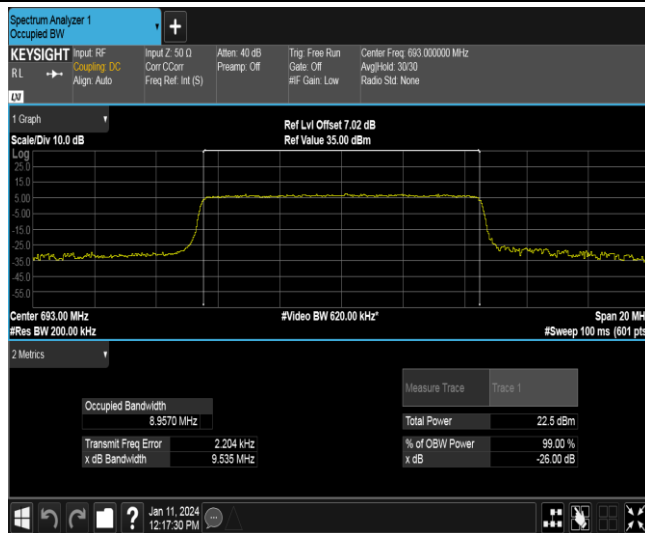 Spectrum Analyzer 1
Occupied BW
+
KEYSIGHT
RL
Input: RF
Coupling: DC
Align: Auto
Input Z: 50 Ω
Corr CCorr
Freq Ref: Int (S)
Atten: 40 dB
Preamp: Off
Trig: Free Run
Gate: Off
#IF Gain: Low
Center Freq: 693.000000 MHz
Avg|Hold: 30/30
Radio Std: None
1 Graph
Scale/Div 10.0 dB
Ref Lvl Offset 7.02 dB
Ref Value 35.00 dBm
Log
25.0
15.0
5.00
-5.00
-15.0
-25.0
-35.0
-45.0
-55.0
Center 693.00 MHz
#Res BW 200.00 kHz
#Video BW 620.00 kHz*
Span 20 MH
#Sweep 100 ms (601 pts
2 Metrics
Measure Trace Trace 1
Occupied Bandwidth
8.9570 MHz
Total Power 22.5 dBm
Transmit Freq Error 2.204 kHz
% of OBW Power 99.00 %
x dB Bandwidth 9.535 MHz
x dB -26.00 dB
?
Jan 11, 2024
12:17:30 PM